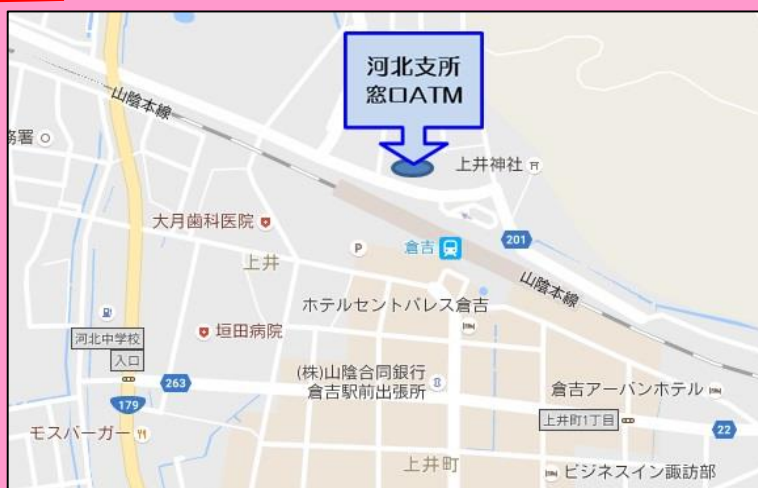 河北支所
窓口ATM
山陰本線
務署
上井神社
大月歯科医院
201
倉吉
P
上井
山陰本線
ホテルセントパレス倉吉
河北中学校
入口
垣田病院
(株)山陰合同銀行
倉吉駅前出張所
263
倉吉アーバンホテル
179
上井町1丁目
22
モスバーガー
上井町
ビジネスイン諏訪部